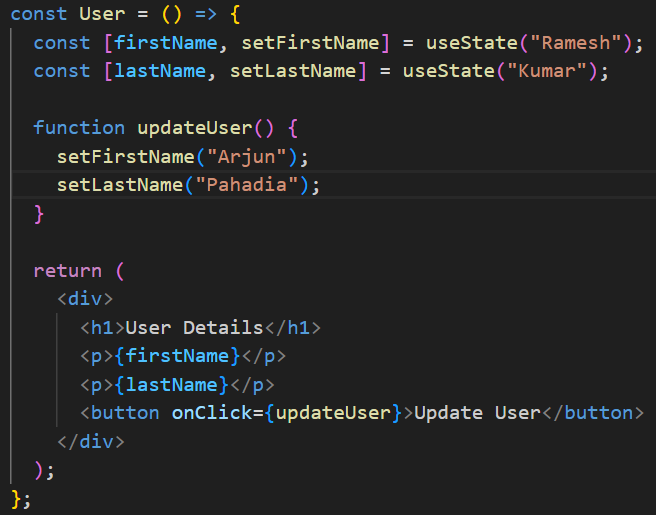 const User = () => {
  const [firstName, setFirstName] = useState("Ramesh");
  const [lastName, setLastName] = useState("Kumar");

  function updateUser() {
    setFirstName("Arjun");
    setLastName("Pahadia");
  }

  return (
    <div>
      <h1>User Details</h1>
      <p>{firstName}</p>
      <p>{lastName}</p>
      <button onClick={updateUser}>Update User</button>
    </div>
  );
};